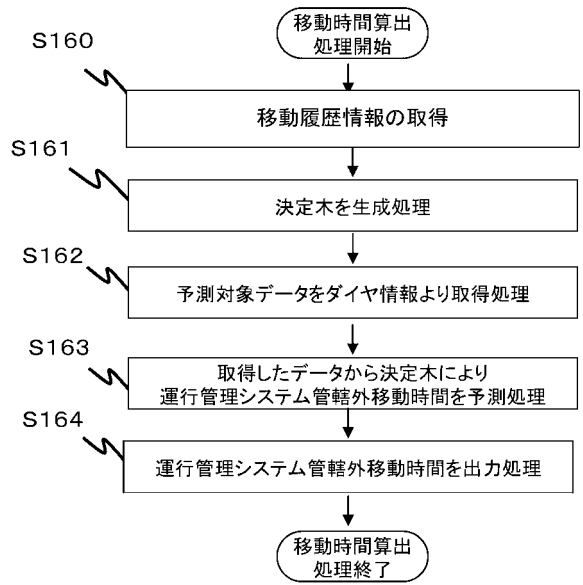 移動時間算出
処理開始
S160
移動履歴情報の取得
S161
決定木を生成処理
S162
予測対象データをダイヤ情報より取得処理
S163
取得したデータから決定木により
運行管理システム管轄外移動時間を予測処理
S164
運行管理システム管轄外移動時間を出力処理
移動時間算出
処理終了